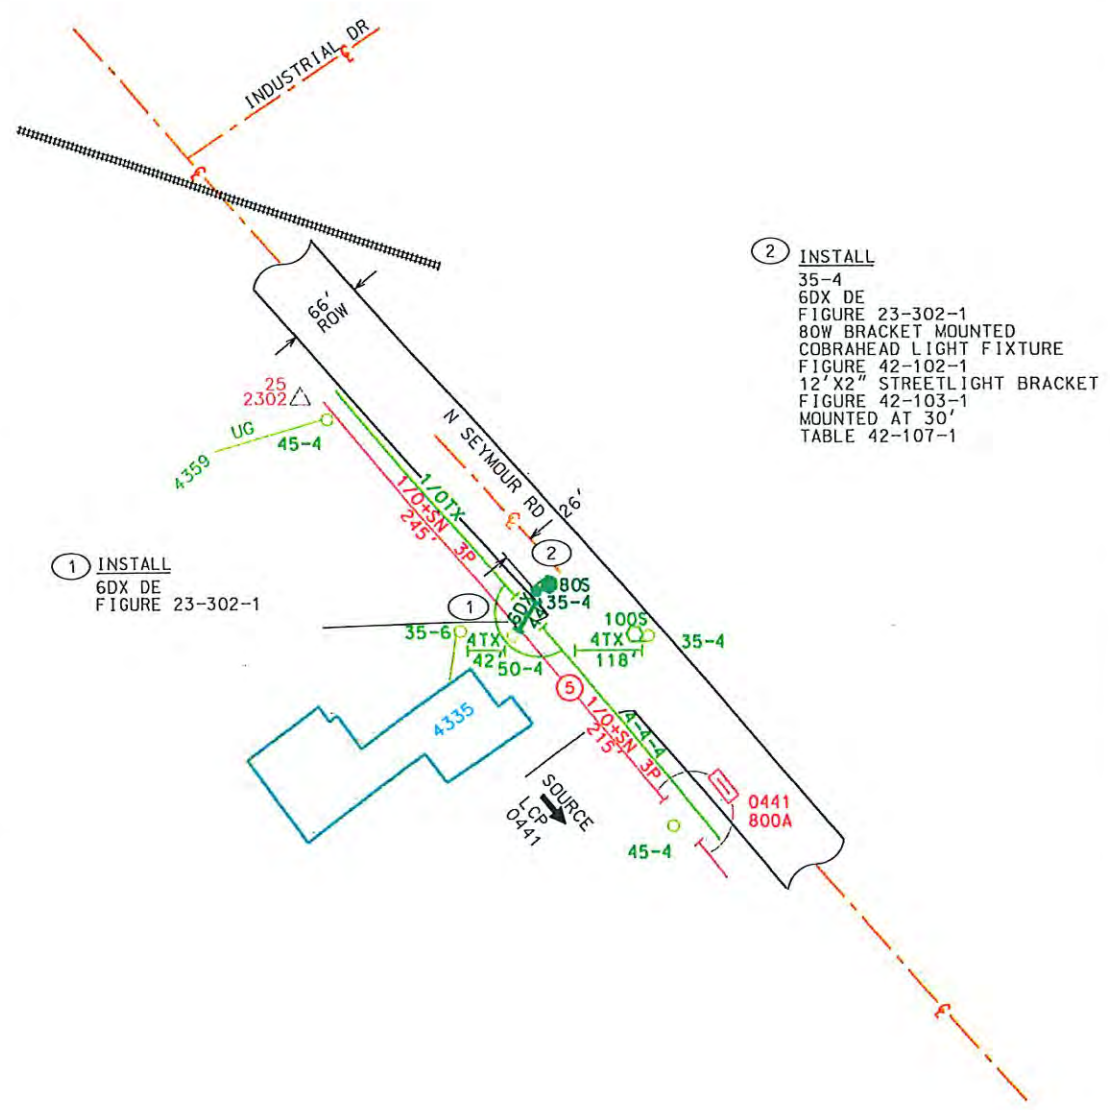 INDUSTRIAL DR
66'
ROW
25
2302
45-4
UG
4359
1/0TX
1/0+SN 3P
245'
N SEYMOUR RD
26'
2 INSTALL
35-4
6DX DE
FIGURE 23-302-1
80W BRACKET MOUNTED
COBRAHEAD LIGHT FIXTURE
FIGURE 42-102-1
12'X2" STREETLIGHT BRACKET
FIGURE 42-103-1
MOUNTED AT 30'
TABLE 42-107-1
1 INSTALL
6DX DE
FIGURE 23-302-1
2
80S
35-4
6DX
1
35-6
4TX
42'
50-4
100S
4TX
118'
35-4
5
1/0+SN 3P
215'
4-4-4
4335
SOURCE
LCP
0441
0441
800A
45-4